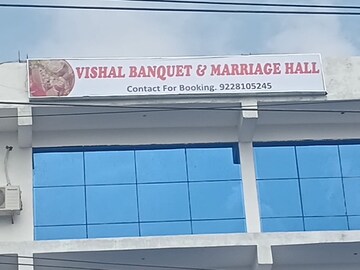 VISHAL BANQUET & MARRIAGE HALL
Contact For Booking. 9228105245